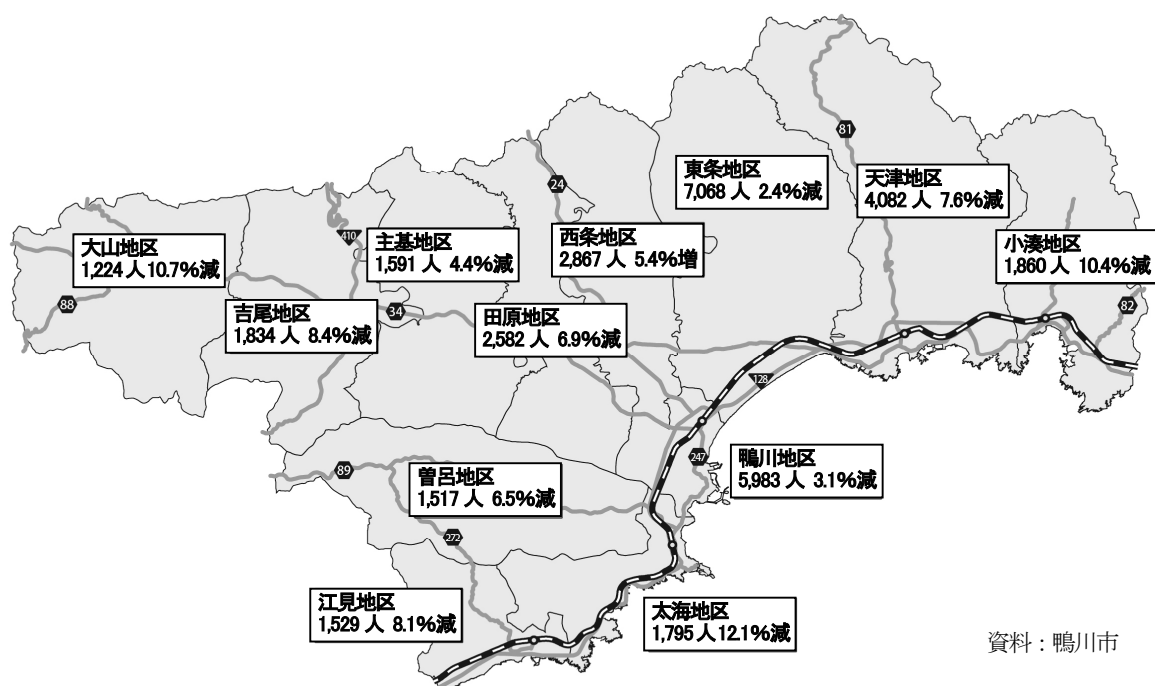 81
24
東条地区
7,068 人 2.4%減
天津地区
4,082 人 7.6%減
大山地区
1,224 人 10.7%減
410
主基地区
1,591 人 4.4%減
西条地区
2,867 人 5.4%増
小湊地区
1,860 人 10.4%減
88
吉尾地区
1,834 人 8.4%減
34
田原地区
2,582 人 6.9%減
82
128
89
曽呂地区
1,517 人 6.5%減
247
鴨川地区
5,983 人 3.1%減
272
江見地区
1,529 人 8.1%減
太海地区
1,795 人 12.1%減
資料：鴨川市